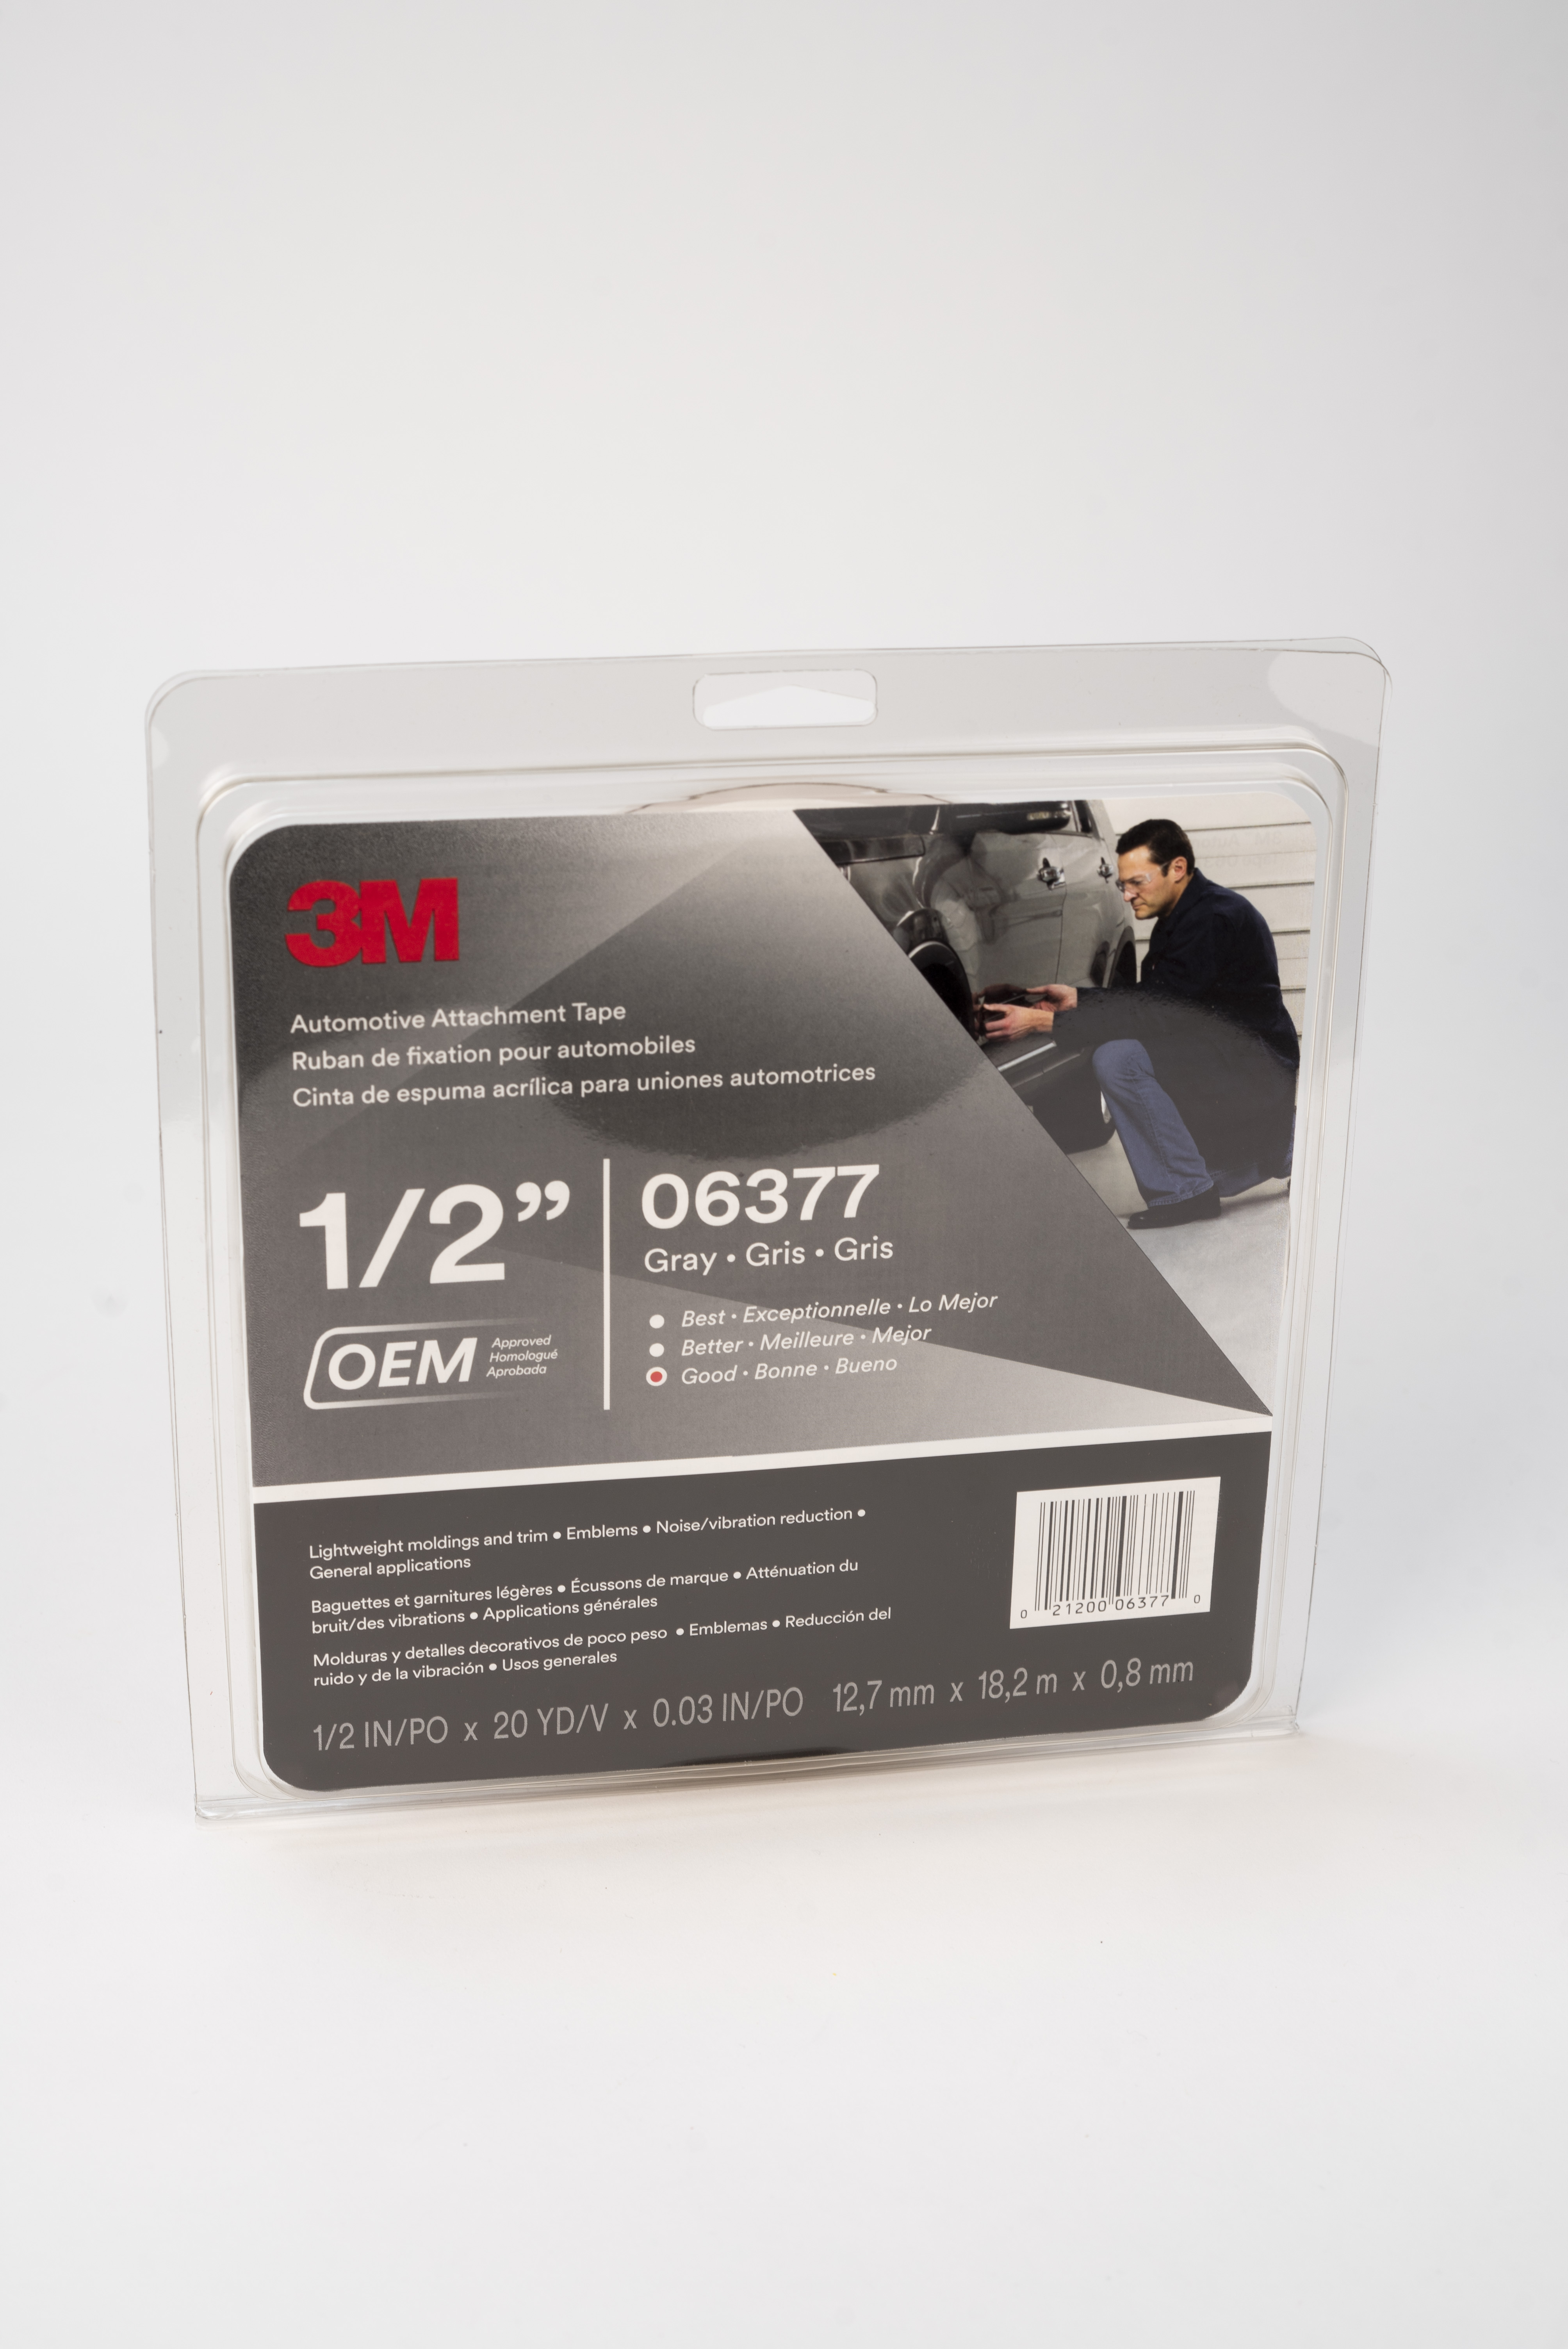 3M
Automotive Attachment Tape
Ruban de fixation pour automobiles
Cinta de espuma acrílica para uniones automotrices
1/2”
OEM
Approved
Homologué
Aprobada
06377
Gray • Gris • Gris
Best • Exceptionnelle • Lo Mejor
Better • Meilleure • Mejor
Good • Bonne • Bueno
Lightweight moldings and trim ● Emblems ● Noise/vibration reduction ●
General applications
Baguettes et garnitures légères ● Écussons de marque ● Atténuation du
bruit/des vibrations ● Applications générales
Molduras y detalles decorativos de poco peso ● Emblemas ● Reducción del
ruido y de la vibración ● Usos generales
0 21200 06377 0
1/2 IN/PO x 20 YD/V x 0.03 IN/PO 12,7 mm x 18,2 m x 0,8 mm